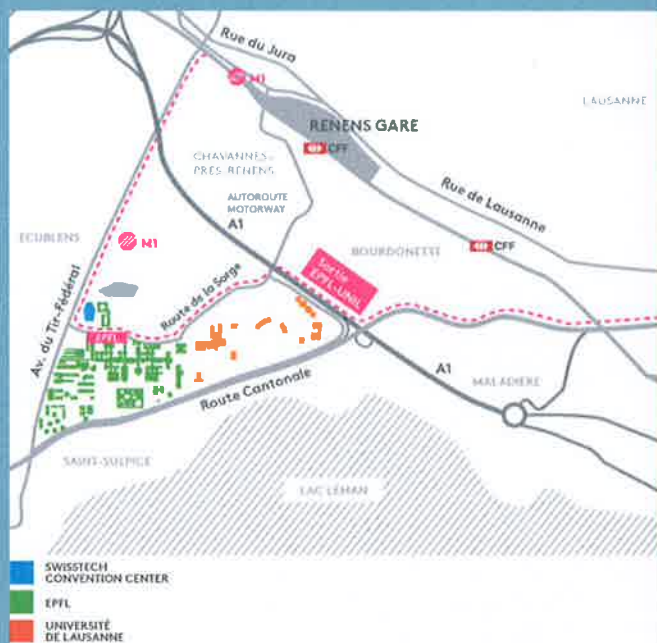 Rue du Jura
M1
LAUSANNE
RENENS GARE
CFF
CHAVANNES-
PRÈS-RENENS
Rue de Lausanne
AUTOROUTE
MOTORWAY
A1
ECUBLENS
M1
BOURDONETTE
CFF
Sortie
EPFL-UNIL
Av. du Tir-Fédéral
Route de la Sorge
EPFL
A1
MALADIÈRE
Route Cantonale
SAINT-SULPICE
LAC LÉMAN
SWISSTECH
CONVENTION CENTER
EPFL
UNIVERSITÉ
DE LAUSANNE